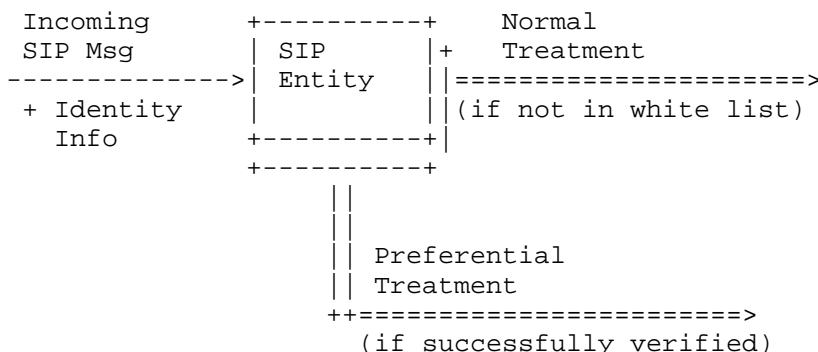 Incoming +----------+ Normal
SIP Msg | SIP |+ Treatment
-------------->| Entity ||=======================>
+ Identity | ||(if not in white list)
Info +----------+|
+----------+
||
||
|| Preferential
|| Treatment
++========================>
(if successfully verified)